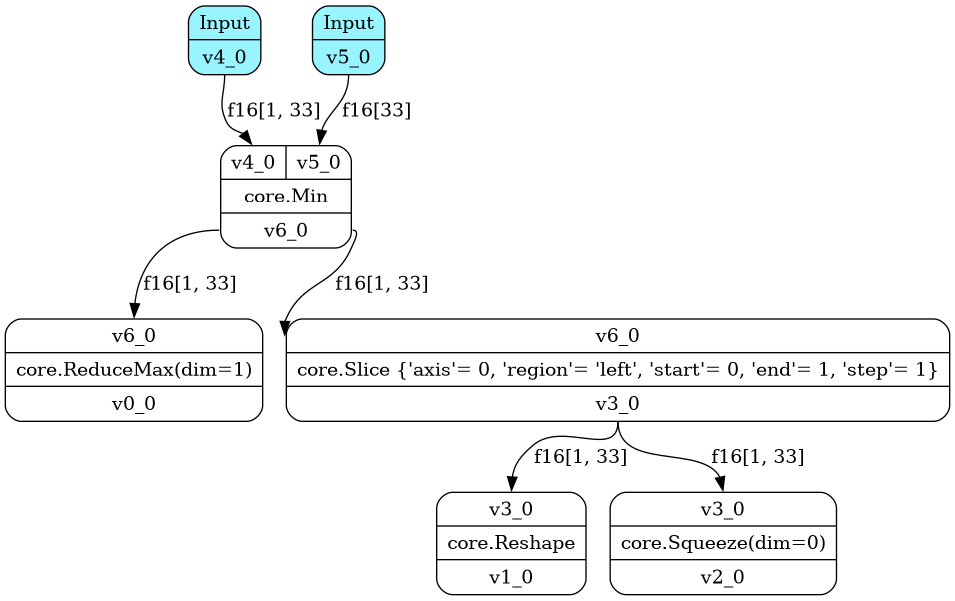 Input
v4_0
Input
v5_0
f16[1, 33]
f16[33]
v4_0
v5_0
core.Min
v6_0
f16[1, 33]
f16[1, 33]
v6_0
core.ReduceMax(dim=1)
v0_0
v6_0
core.Slice {'axis'= 0, 'region'= 'left', 'start'= 0, 'end'= 1, 'step'= 1}
v3_0
f16[1, 33]
f16[1, 33]
v3_0
core.Reshape
v1_0
v3_0
core.Squeeze(dim=0)
v2_0